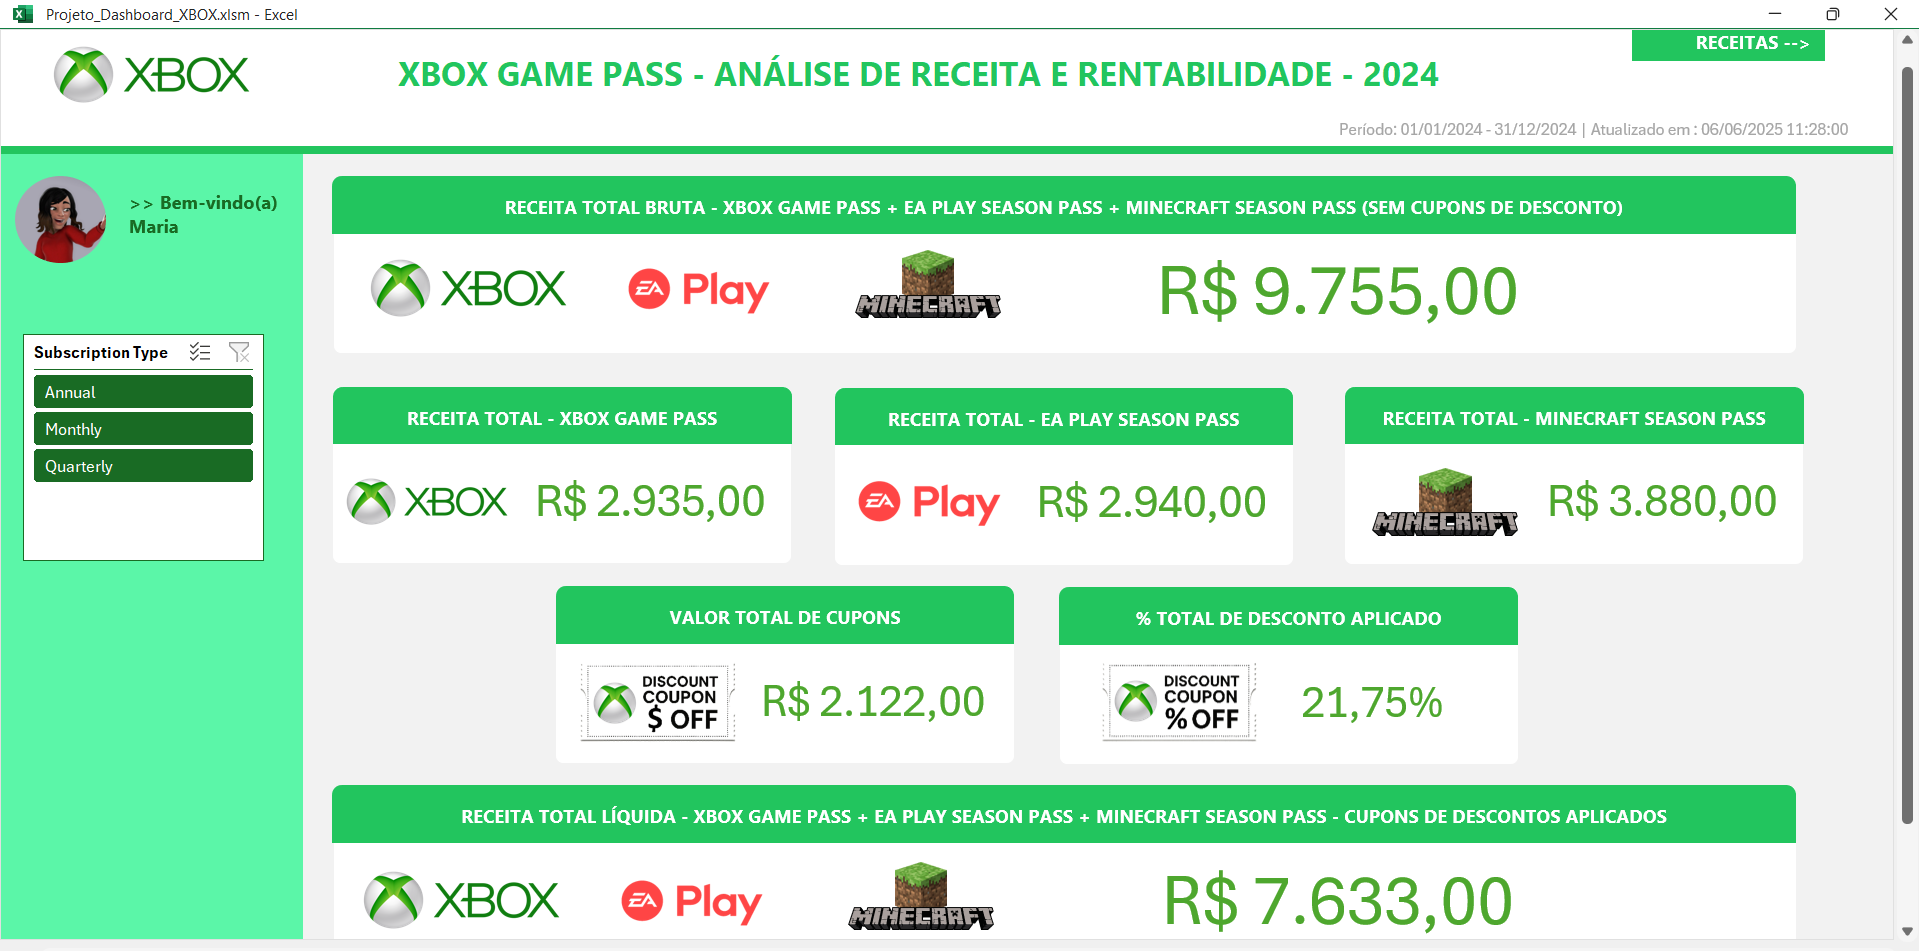 Projeto_Dashboard_XBOX.xlsm - Excel
RECEITAS -->
XBOX
XBOX GAME PASS - ANÁLISE DE RECEITA E RENTABILIDADE - 2024
Período: 01/01/2024 - 31/12/2024 | Atualizado em : 06/06/2025 11:28:00
>> Bem-vindo(a)
Maria
Subscription Type
Annual
Monthly
Quarterly
RECEITA TOTAL BRUTA - XBOX GAME PASS + EA PLAY SEASON PASS + MINECRAFT SEASON PASS (SEM CUPONS DE DESCONTO)
XBOX EA Play MINECRAFT R$ 9.755,00
RECEITA TOTAL - XBOX GAME PASS
XBOX R$ 2.935,00
RECEITA TOTAL - EA PLAY SEASON PASS
EA Play R$ 2.940,00
RECEITA TOTAL - MINECRAFT SEASON PASS
MINECRAFT R$ 3.880,00
VALOR TOTAL DE CUPONS
DISCOUNT
COUPON
$ OFF
R$ 2.122,00
% TOTAL DE DESCONTO APLICADO
DISCOUNT
COUPON
% OFF
21,75%
RECEITA TOTAL LÍQUIDA - XBOX GAME PASS + EA PLAY SEASON PASS + MINECRAFT SEASON PASS - CUPONS DE DESCONTOS APLICADOS
XBOX EA Play MINECRAFT R$ 7.633,00